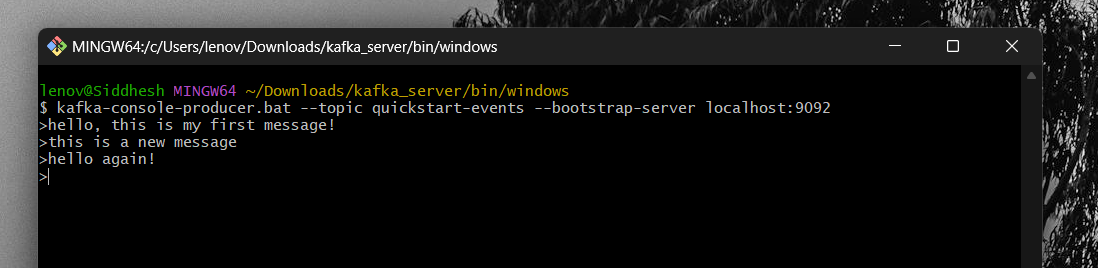 MINGW64:/c/Users/lenov/Downloads/kafka_server/bin/windows
lenov@Siddhesh MINGW64 ~/Downloads/kafka_server/bin/windows
$ kafka-console-producer.bat --topic quickstart-events --bootstrap-server localhost:9092
>hello, this is my first message!
>this is a new message
>hello again!
>